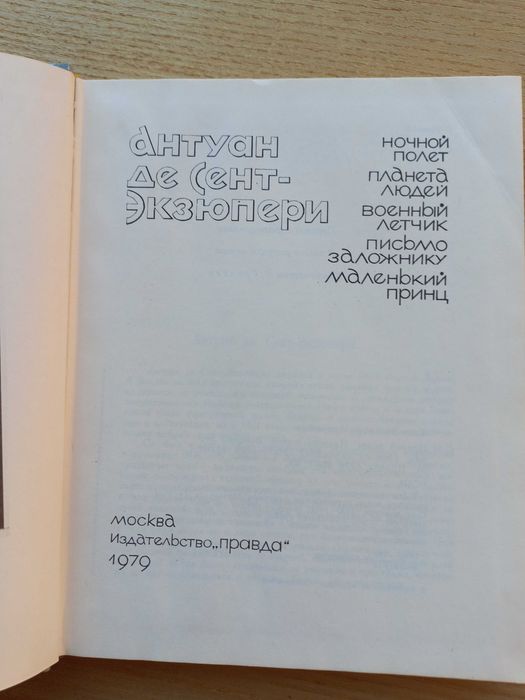 Антуан
де Сент-
Экзюпери
ночной
полет
планета
людей
военный
летчик
письмо
заложнику
маленький
принц
москва
издательство„правда“
1979